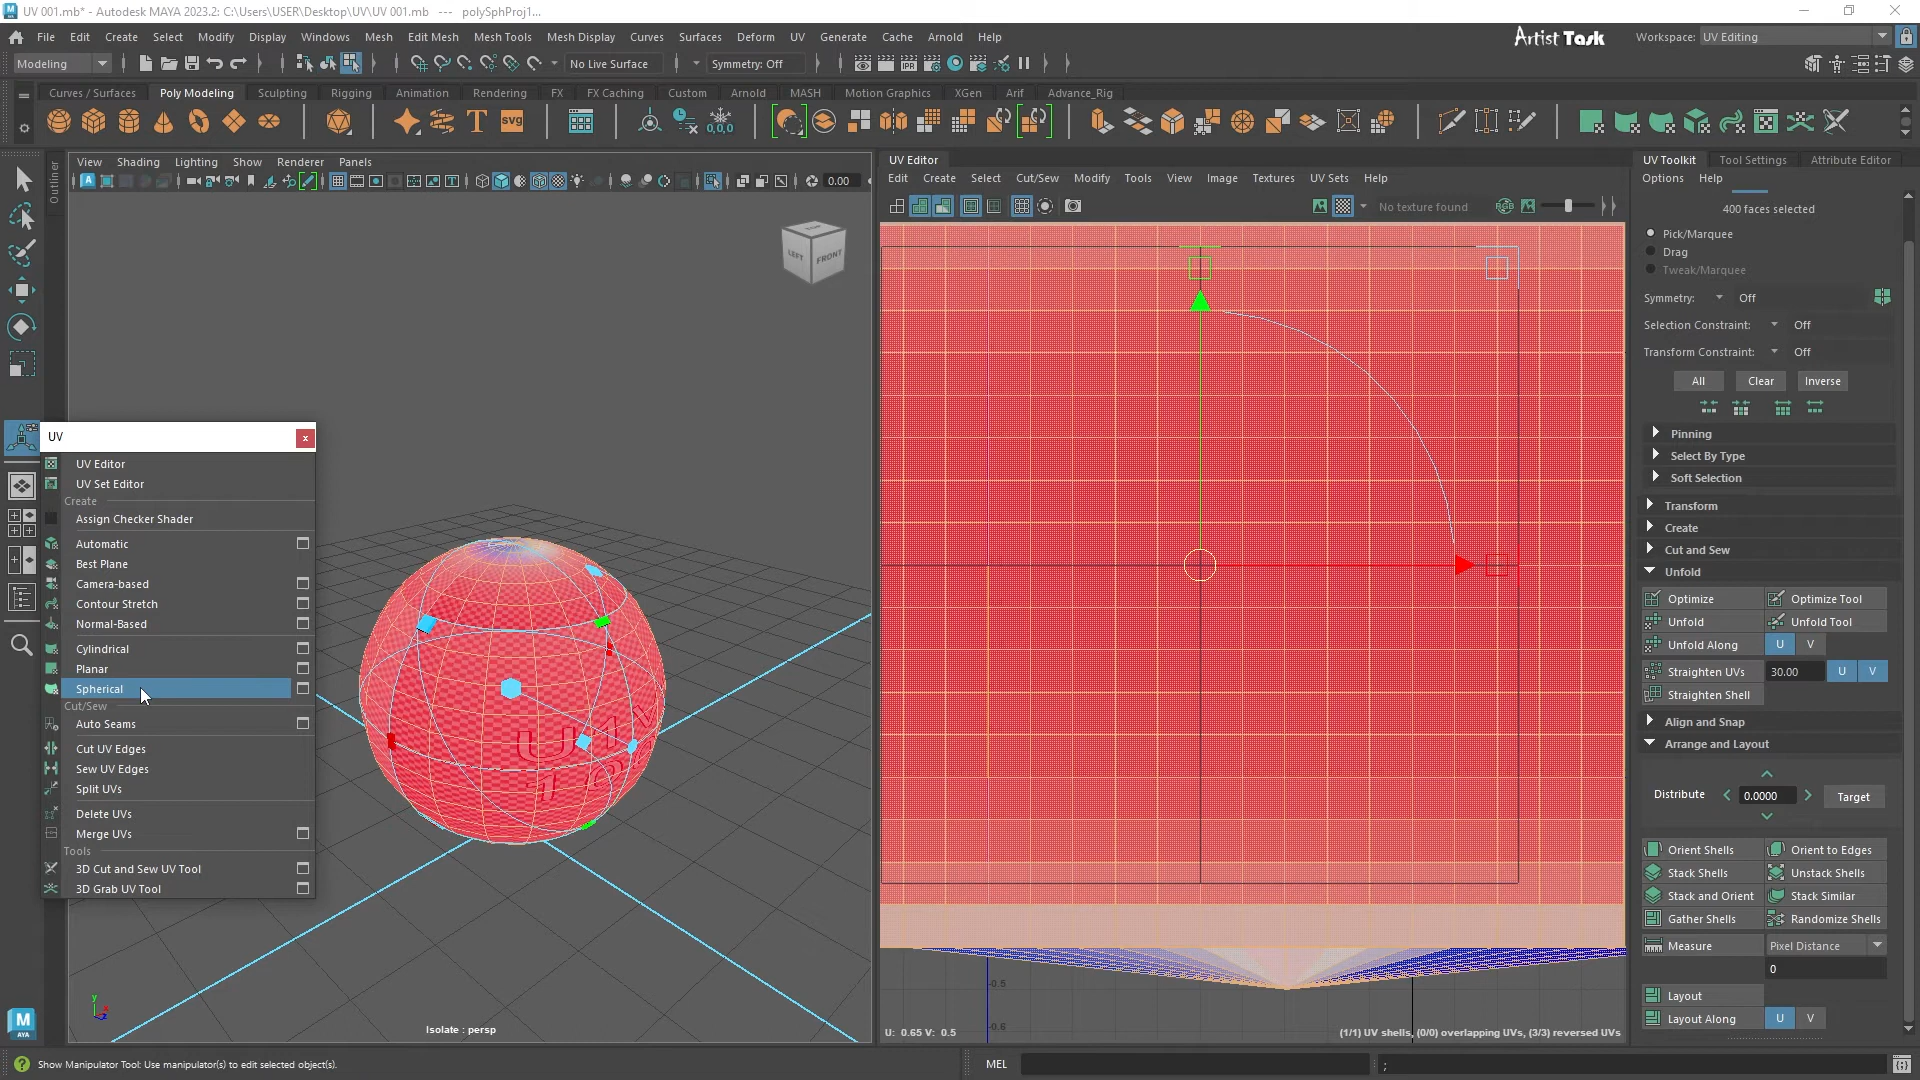 UV 001.mb* - Autodesk MAYA 2023.2: C:\Users\USER\Desktop\UV\UV 001.mb --- polySphProj1...
File Edit Create Select Modify Display Windows Mesh Edit Mesh Mesh Tools Mesh Display Curves Surfaces Deform UV Generate Cache Arnold Help
Artist Task
Workspace: UV Editing
Modeling
No Live Surface
Symmetry: Off
IPR
Curves / Surfaces Poly Modeling Sculpting Rigging Animation Rendering FX FX Caching Custom Arnold MASH Motion Graphics XGen Arif Advance_Rig
T SVG 0,0,0
Outliner
View Shading Lighting Show Renderer Panels
0.00
TOP
LEFT FRONT
UV
UV Editor
UV Set Editor
Create
Assign Checker Shader
Automatic
Best Plane
Camera-based
Contour Stretch
Normal-Based
Cylindrical
Planar
Spherical
Cut/Sew
Auto Seams
Cut UV Edges
Sew UV Edges
Split UVs
Delete UVs
Merge UVs
Tools
3D Cut and Sew UV Tool
3D Grab UV Tool
y
x
z
Isolate : persp
UV Editor
Edit Create Select Cut/Sew Modify Tools View Image Textures UV Sets Help
No texture found
RGB
-0.5
-0.6
U: 0.65 V: 0.5
(1/1) UV shells, (0/0) overlapping UVs, (3/3) reversed UVs
UV Toolkit Tool Settings Attribute Editor
Options Help
400 faces selected
Pick/Marquee
Drag
Tweak/Marquee
Symmetry: Off
Selection Constraint: Off
Transform Constraint: Off
All Clear Inverse
Pinning
Select By Type
Soft Selection
Transform
Create
Cut and Sew
Unfold
Optimize Optimize Tool
Unfold Unfold Tool
Unfold Along U V
Straighten UVs 30.00 U V
Straighten Shell
Align and Snap
Arrange and Layout
Distribute 0.0000 Target
Orient Shells Orient to Edges
Stack Shells Unstack Shells
Stack and Orient Stack Similar
Gather Shells Randomize Shells
Measure Pixel Distance
0
Layout
Layout Along U V
M
AYA
Show Manipulator Tool: Use manipulator(s) to edit selected object(s).
MEL
;